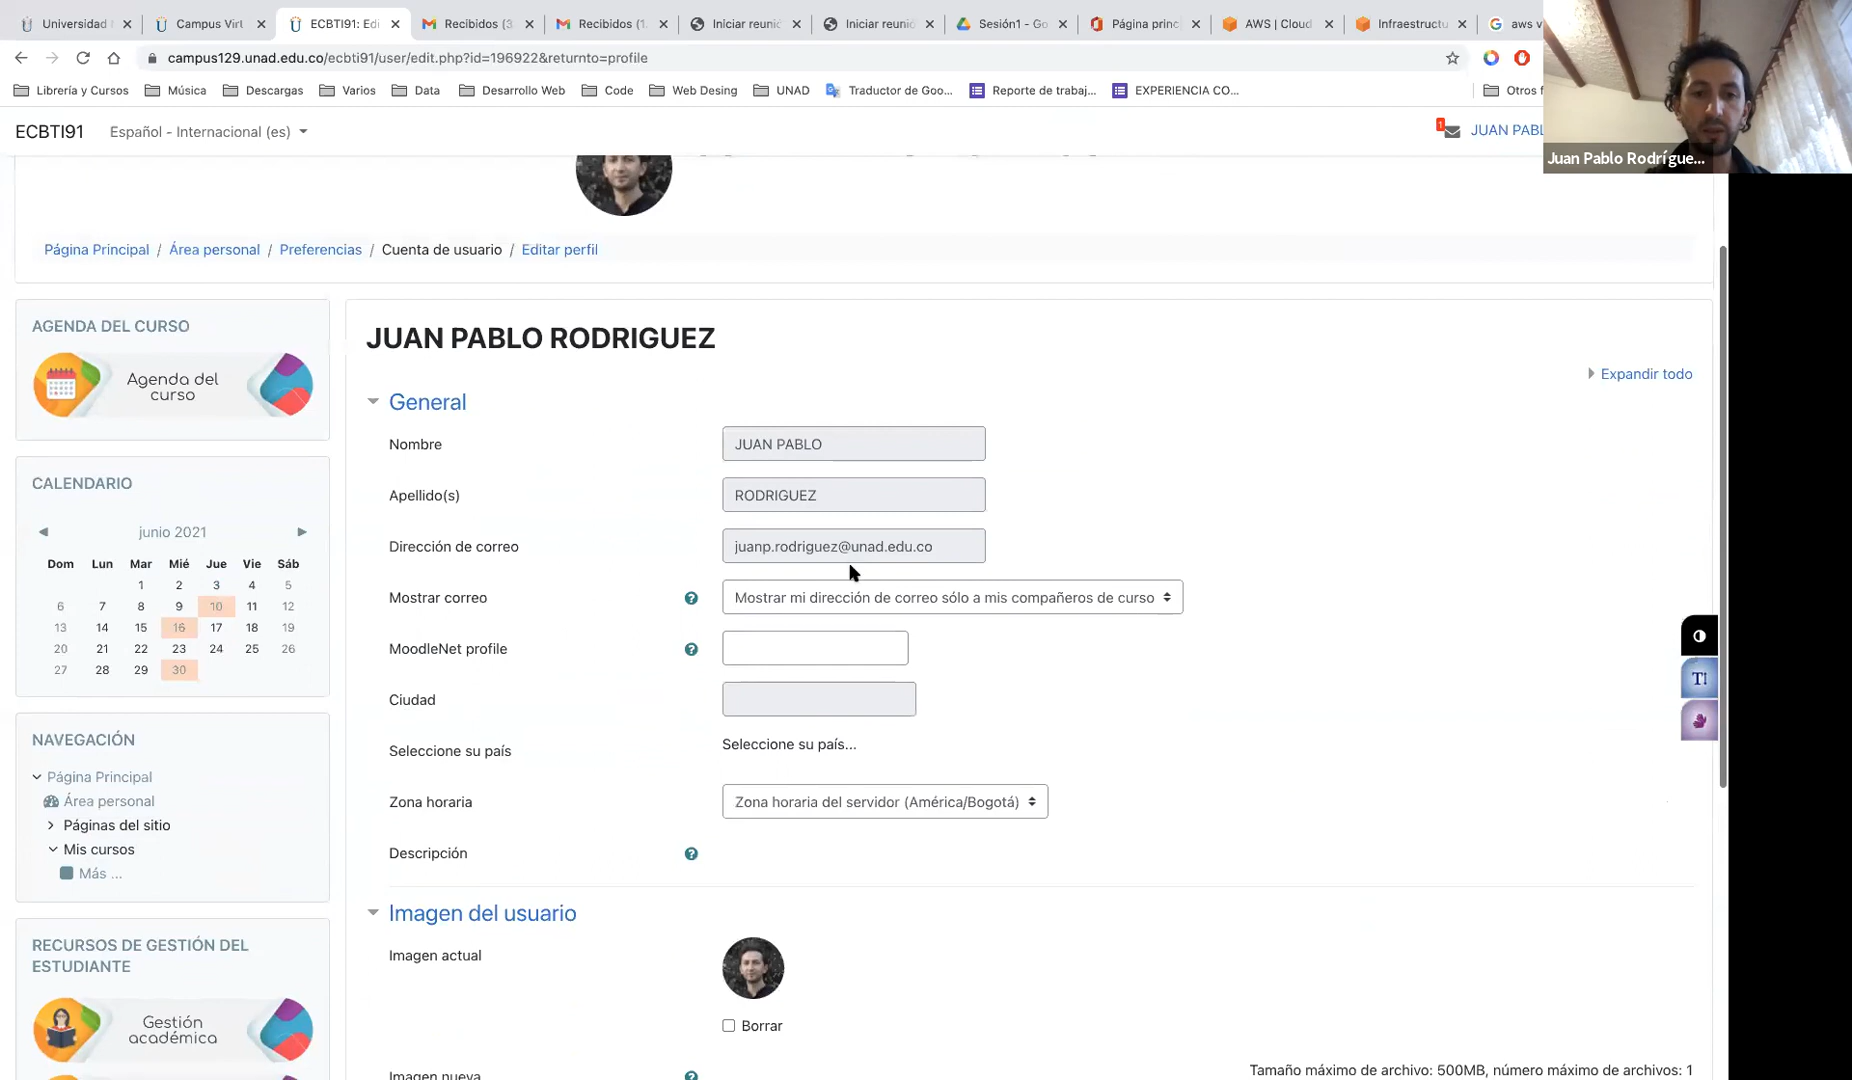 Universidad
Campus Virt
ECBTI91: Edi
Recibidos (3
Recibidos (1
Iniciar reunió
Iniciar reunió
Sesión1 - Go
Página princ
AWS | Cloud
Infraestructu
aws v
campus129.unad.edu.co/ecbti91/user/edit.php?id=196922&returnto=profile
Librería y Cursos
Música
Descargas
Varios
Data
Desarrollo Web
Code
Web Desing
UNAD
Traductor de Goo...
Reporte de trabaj...
EXPERIENCIA CO...
Otros f
ECBTI91
Español - Internacional (es)
1
JUAN PABL
Juan Pablo Rodrígue...
Página Principal / Área personal / Preferencias / Cuenta de usuario / Editar perfil
AGENDA DEL CURSO
Agenda del
curso
CALENDARIO
junio 2021
Dom Lun Mar Mié Jue Vie Sáb
1 2 3 4 5
6 7 8 9 10 11 12
13 14 15 16 17 18 19
20 21 22 23 24 25 26
27 28 29 30
NAVEGACIÓN
Página Principal
Área personal
Páginas del sitio
Mis cursos
Más ...
RECURSOS DE GESTIÓN DEL
ESTUDIANTE
Gestión
académica
JUAN PABLO RODRIGUEZ
Expandir todo
General
Nombre
JUAN PABLO
Apellido(s)
RODRIGUEZ
Dirección de correo
juanp.rodriguez@unad.edu.co
Mostrar correo
Mostrar mi dirección de correo sólo a mis compañeros de curso
MoodleNet profile
Ciudad
Seleccione su país
Seleccione su país...
Zona horaria
Zona horaria del servidor (América/Bogotá)
Descripción
Imagen del usuario
Imagen actual
Borrar
Imagen nueva
Tamaño máximo de archivo: 500MB, número máximo de archivos: 1
T!